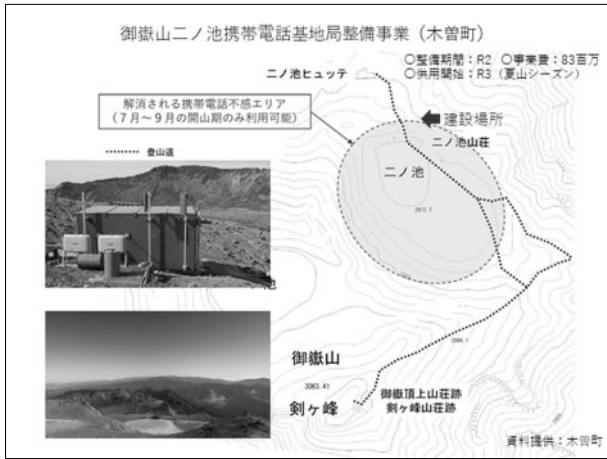 御嶽山二ノ池携帯電話基地局整備事業（木曽町）
○整備期間：R2 ○事業費：83百万
○供用開始：R3（夏山シーズン）
二ノ池ヒュッテ
解消される携帯電話不感エリア
（7月～9月の開山期のみ利用可能）
建設場所
二ノ池山荘
登山道
二ノ池
御嶽山
3063.41
剣ヶ峰
御嶽頂上山荘跡
剣ヶ峰山荘跡
資料提供：木曽町